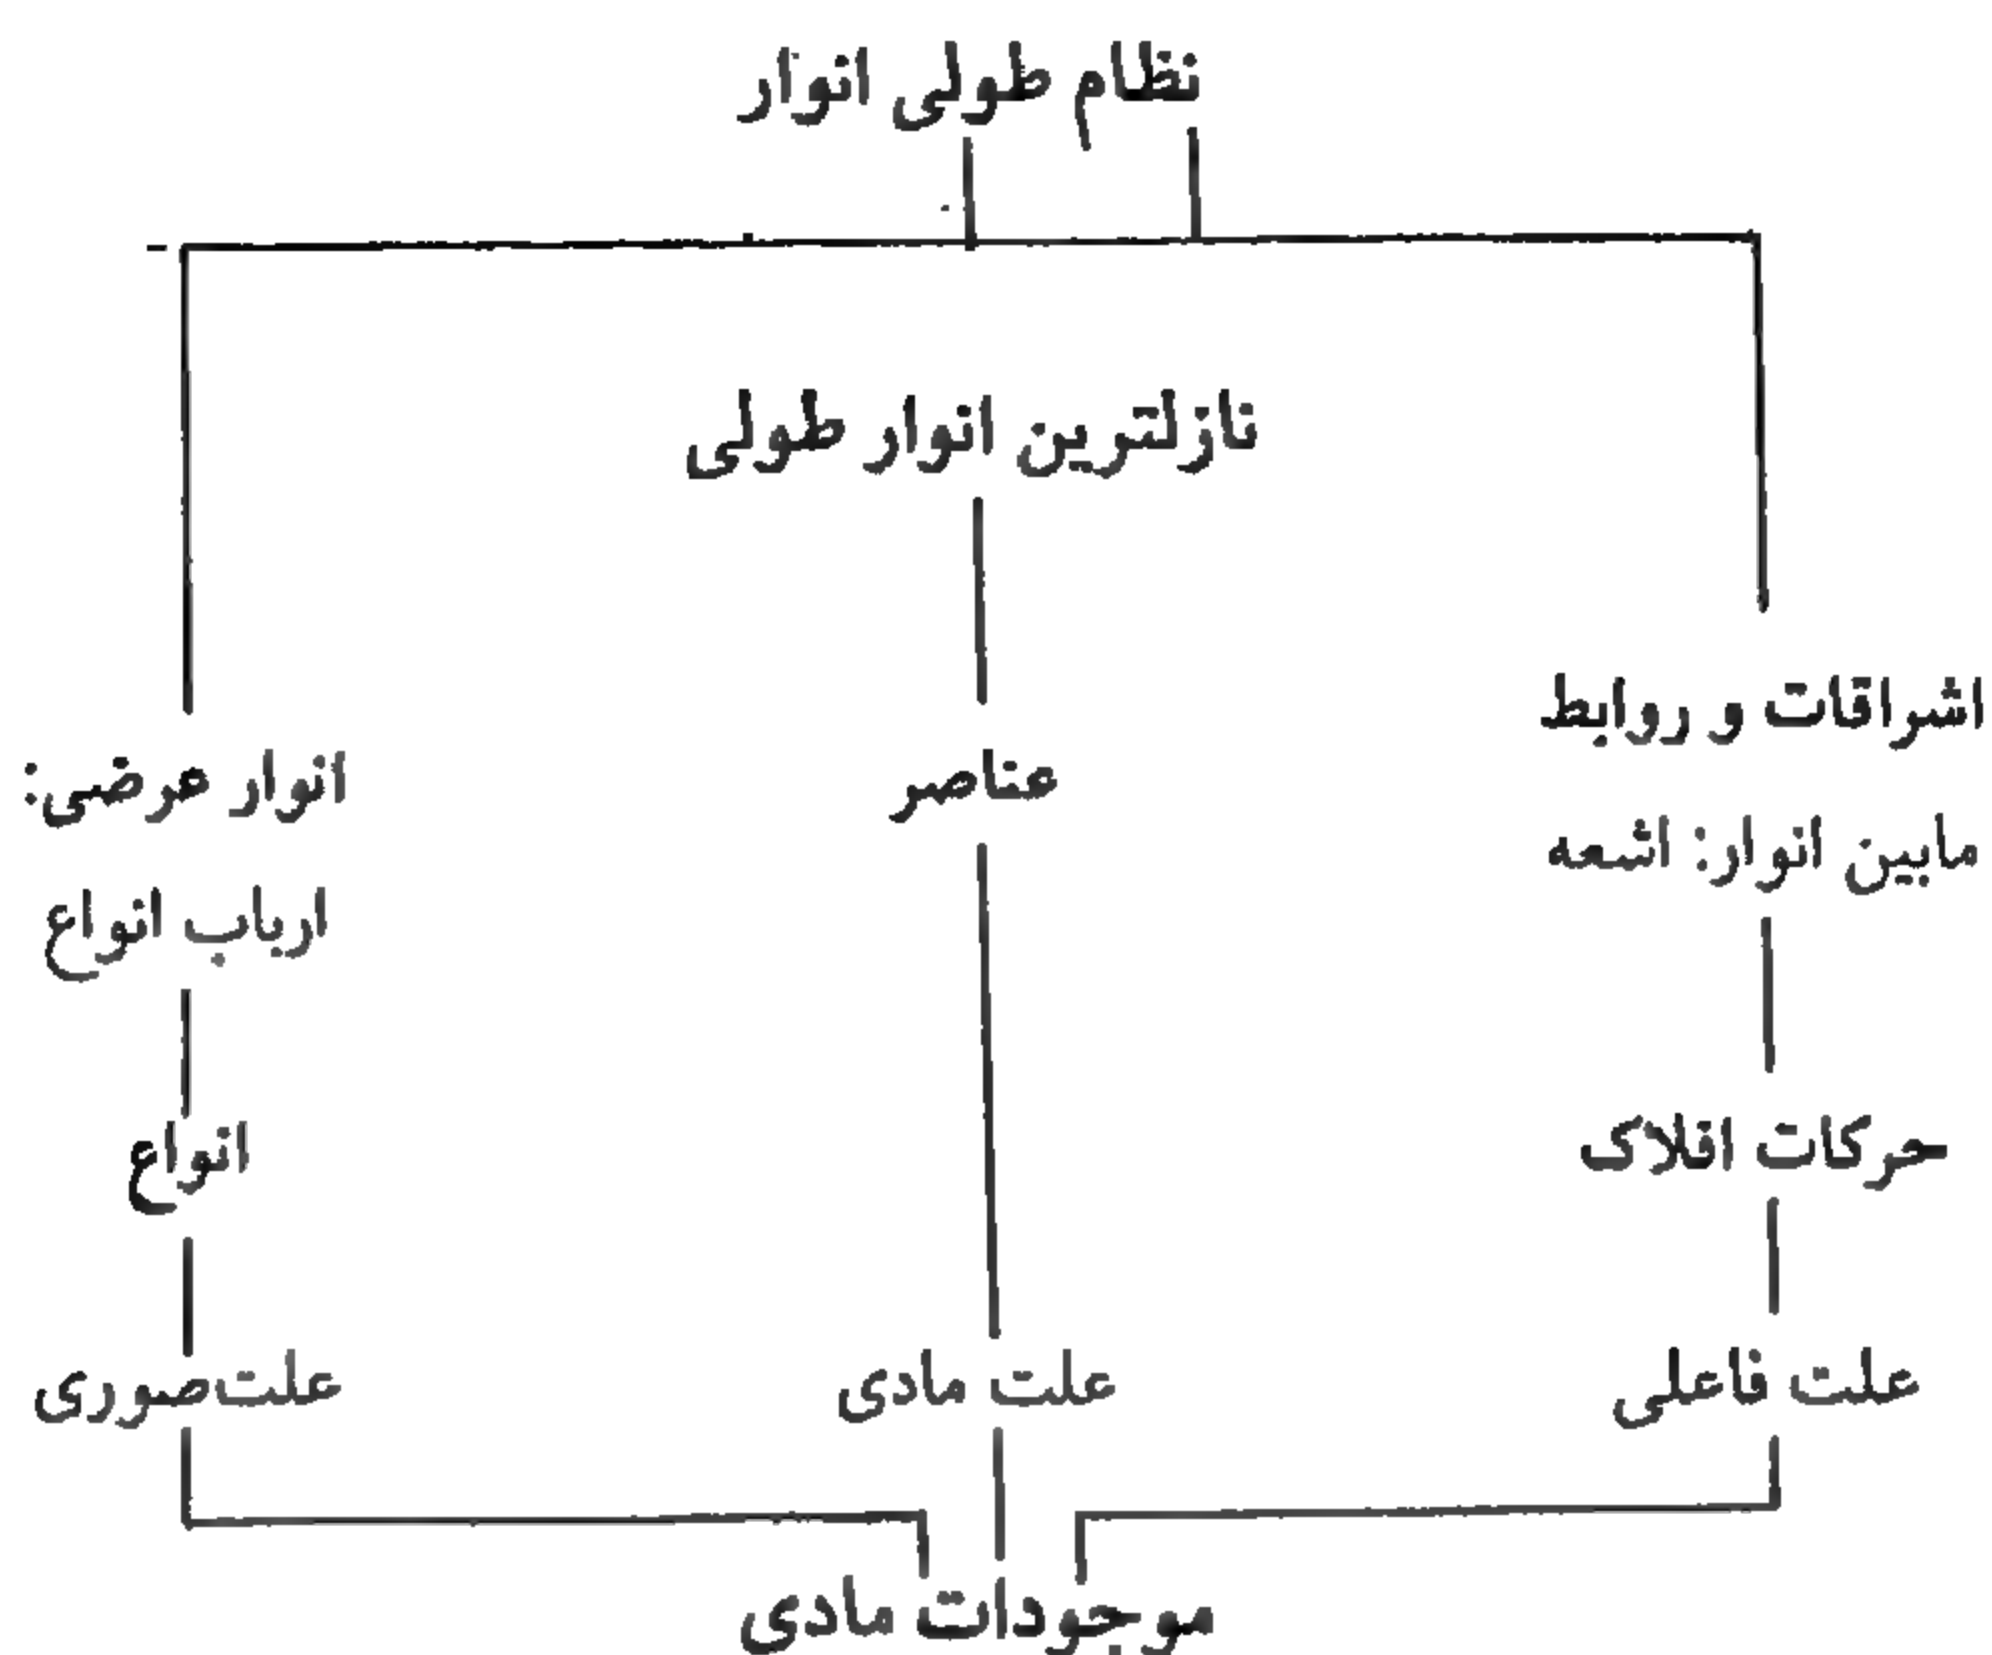 نظام طولی انوار
نازلترین انوار طولی
اشراقات و روابط
مابین انوار: اشعه
عناصر
انوار عرضی:
ارباب انواع
حرکات افلاک
انواع
علت فاعلی
علت مادی
علت صوری
موجودات مادی